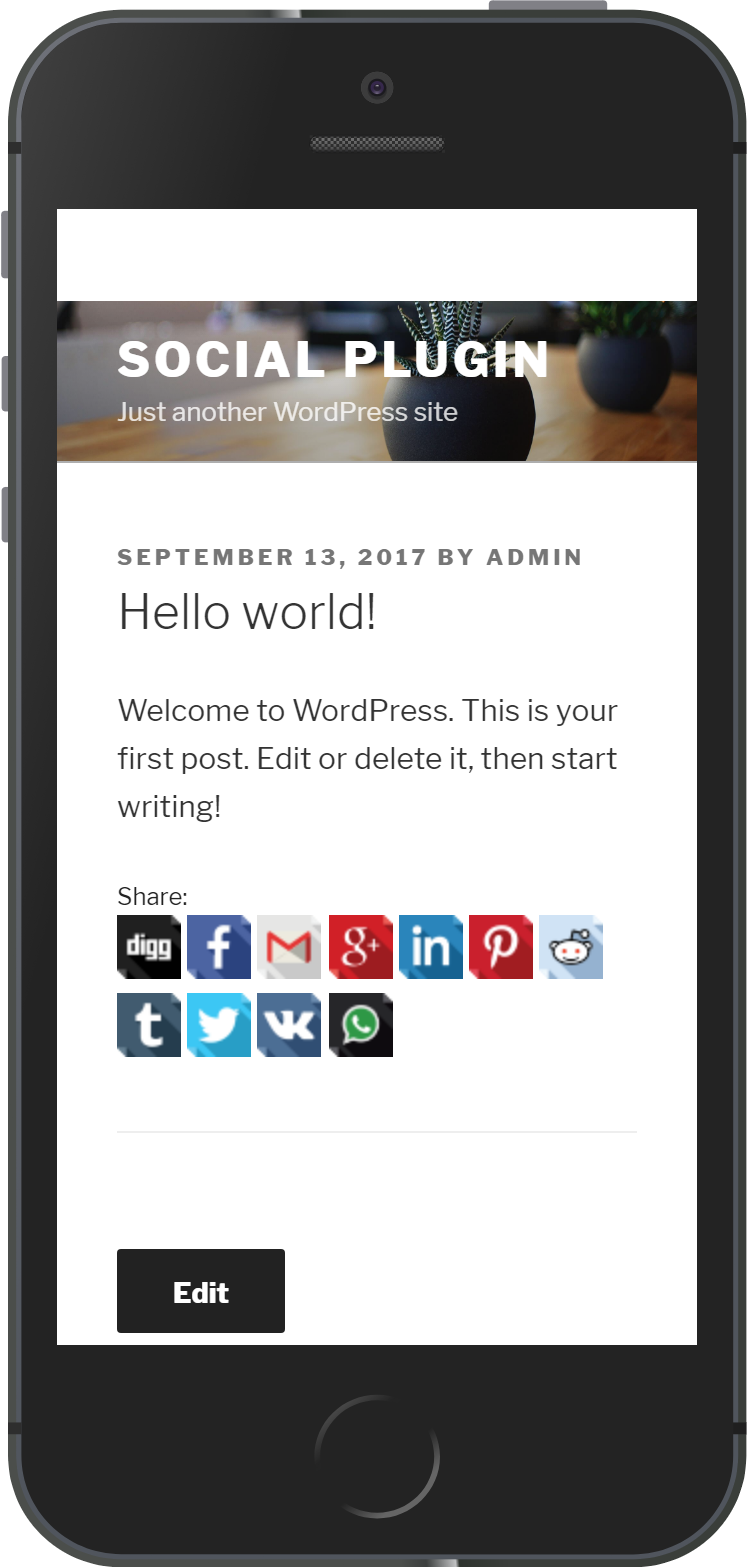 SOCIAL PLUGIN
Just another WordPress site
SEPTEMBER 13, 2017 BY ADMIN
Hello world!
Welcome to WordPress. This is your
first post. Edit or delete it, then start
writing!
Share:
digg f g+ in
t VK
Edit